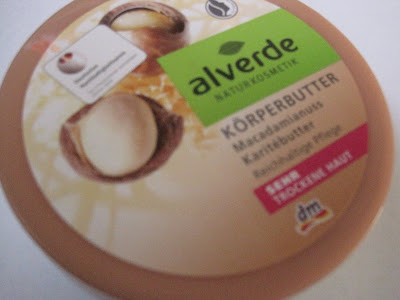 alverde
NATURKOSMETIK
KÖRPERBUTTER
Macadamianuss
Karitébutter
Reichhaltige Pflege
SEHR
TROCKENE HAUT
dm